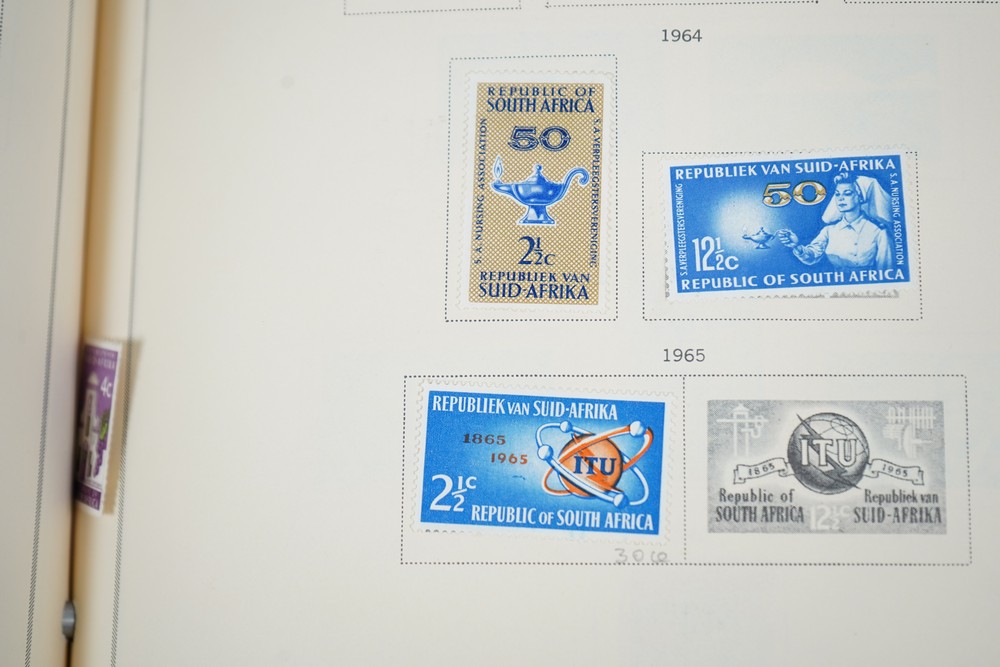 1964
REPUBLIC OF
SOUTH AFRICA
50
S.A. NURSING ASSOCIATION
S.A. VERPLEEGSTERSVERENIGING
2½c
REPUBLIEK VAN
SUID-AFRIKA
REPUBLIEK VAN SUID-AFRIKA
S.A. VERPLEEGSTERSVERENIGING
50
S.A. NURSING ASSOCIATION
12½c
REPUBLIC OF SOUTH AFRICA
1965
REPUBLIEK VAN SUID-AFRIKA
1865
1965
ITU
2½c
REPUBLIC OF SOUTH AFRICA
ITU
1865
1965
Republic of
SOUTH AFRICA
12½c
Republiek van
SUID-AFRIKA
4c